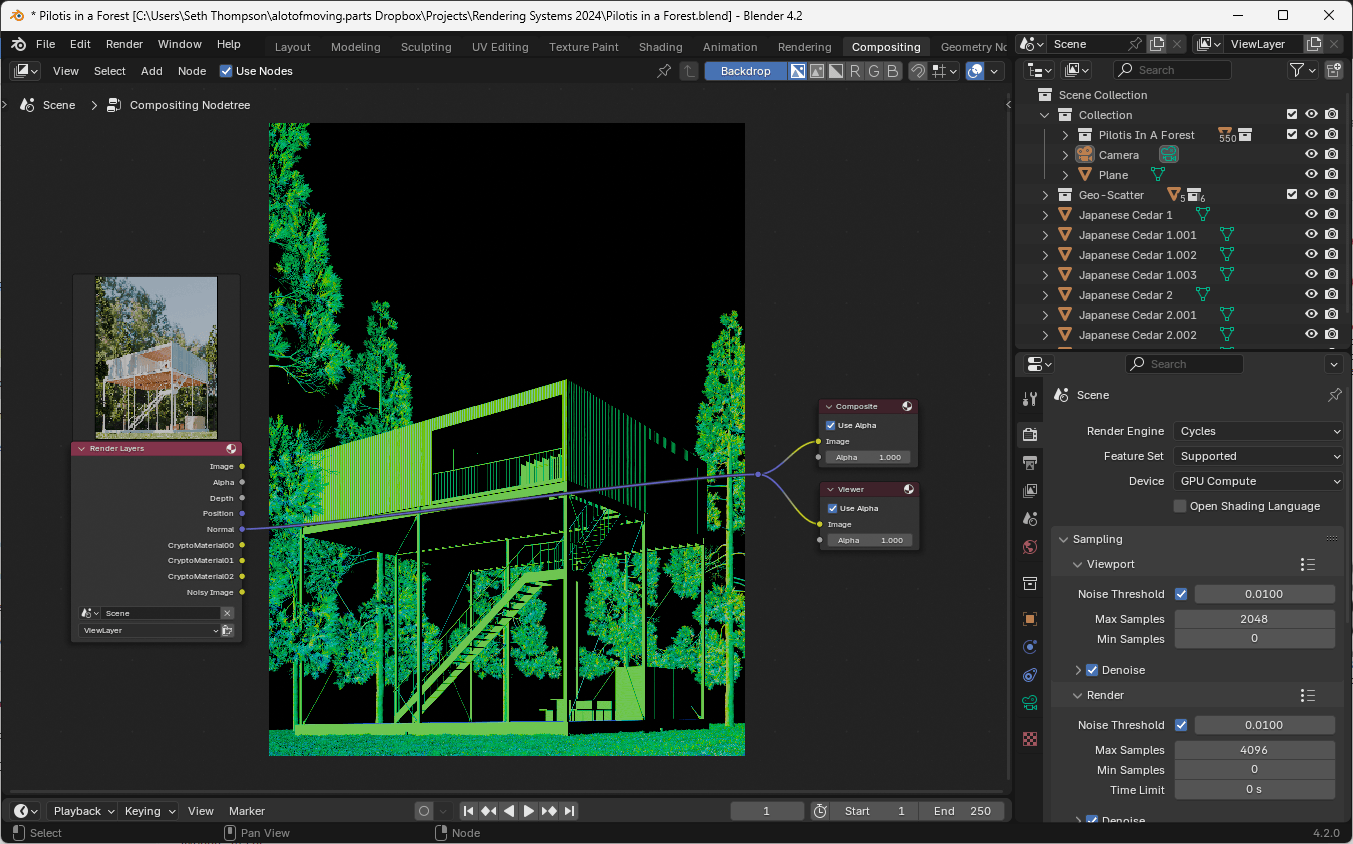 * Pilotis in a Forest [C:\Users\Seth Thompson\alotofmoving.parts Dropbox\Projects\Rendering Systems 2024\Pilotis in a Forest.blend] - Blender 4.2
File Edit Render Window Help Layout Modeling Sculpting UV Editing Texture Paint Shading Animation Rendering Compositing Geometry No
Scene
ViewLayer
View Select Add Node Use Nodes
Backdrop
R G B
Search
Scene > Compositing Nodetree
Scene Collection
Collection
Pilotis In A Forest 550
Camera
Plane
Geo-Scatter 5 6
Japanese Cedar 1
Japanese Cedar 1.001
Japanese Cedar 1.002
Japanese Cedar 1.003
Japanese Cedar 2
Japanese Cedar 2.001
Japanese Cedar 2.002
Render Layers
Image
Alpha
Depth
Position
Normal
CryptoMaterial00
CryptoMaterial01
CryptoMaterial02
Noisy Image
Scene
ViewLayer
Composite
Use Alpha
Image
Alpha 1.000
Viewer
Use Alpha
Image
Alpha 1.000
Search
Scene
Render Engine Cycles
Feature Set Supported
Device GPU Compute
Open Shading Language
Sampling
Viewport
Noise Threshold 0.0100
Max Samples 2048
Min Samples 0
Denoise
Render
Noise Threshold 0.0100
Max Samples 4096
Min Samples 0
Time Limit 0 s
Denoise
Playback Keying View Marker
1
Start 1
End 250
Select
Pan View
Node
4.2.0